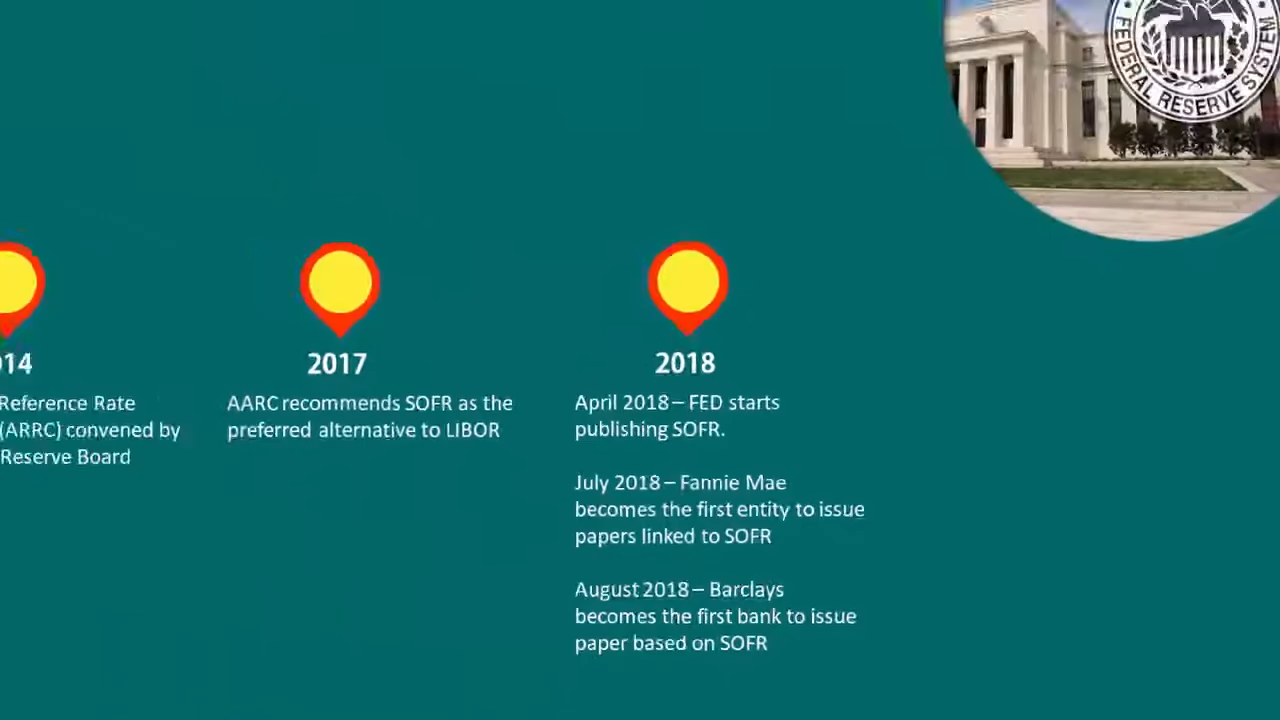 FEDERAL RESERVE SYSTEM
14
2017
2018
Reference Rate
(ARRC) convened by
Reserve Board
AARC recommends SOFR as the
preferred alternative to LIBOR
April 2018 – FED starts
publishing SOFR.
July 2018 – Fannie Mae
becomes the first entity to issue
papers linked to SOFR
August 2018 – Barclays
becomes the first bank to issue
paper based on SOFR